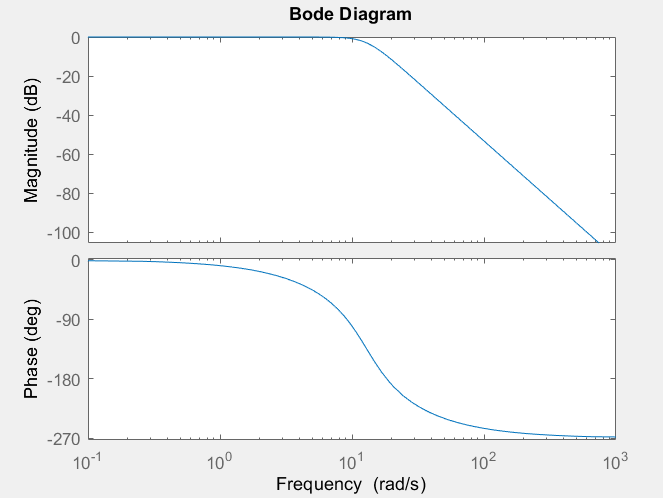 Bode Diagram
Magnitude (dB)
0
-20
-40
-60
-80
-100
Phase (deg)
0
-90
-180
-270
10^-1 10^0 10^1 10^2 10^3
Frequency (rad/s)